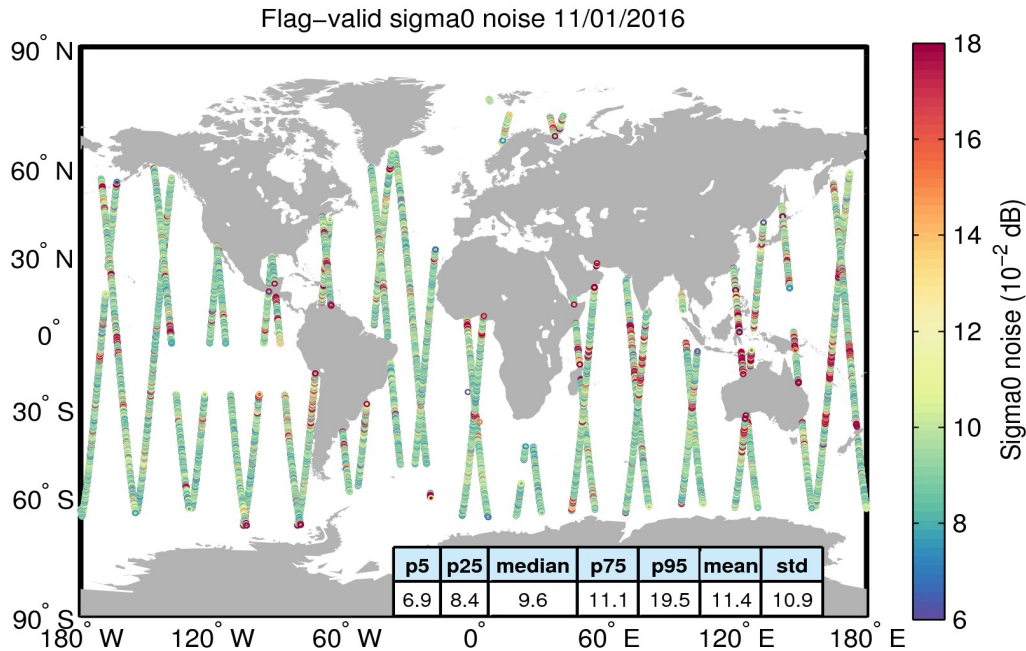 Flag−valid sigma0 noise 11/01/2016
90° N
60° N
30° N
0°
30° S
60° S
90° S
180° W
120° W
60° W
0°
60° E
120° E
180° E
p5 p25 median p75 p95 mean std
6.9 8.4 9.6 11.1 19.5 11.4 10.9
18
16
14
12
10
8
6
Sigma0 noise (10⁻² dB)